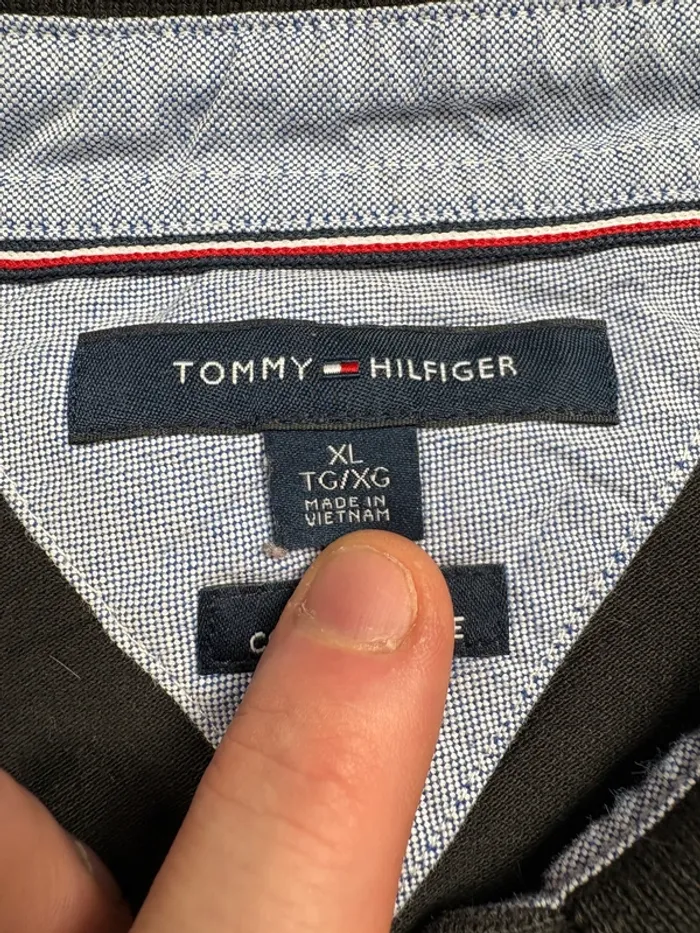 TOMMY HILFIGER
XL
TG/XG
MADE IN
VIETNAM